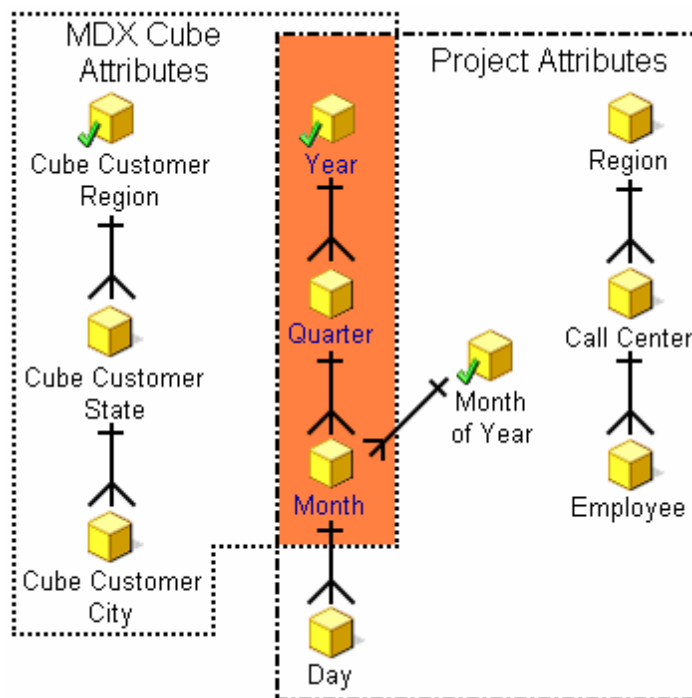 MDX Cube
Attributes
Project Attributes
Cube Customer
Region
Year
Region
Quarter
Call Center
Cube Customer
State
Month
of Year
Month
Employee
Cube Customer
City
Day